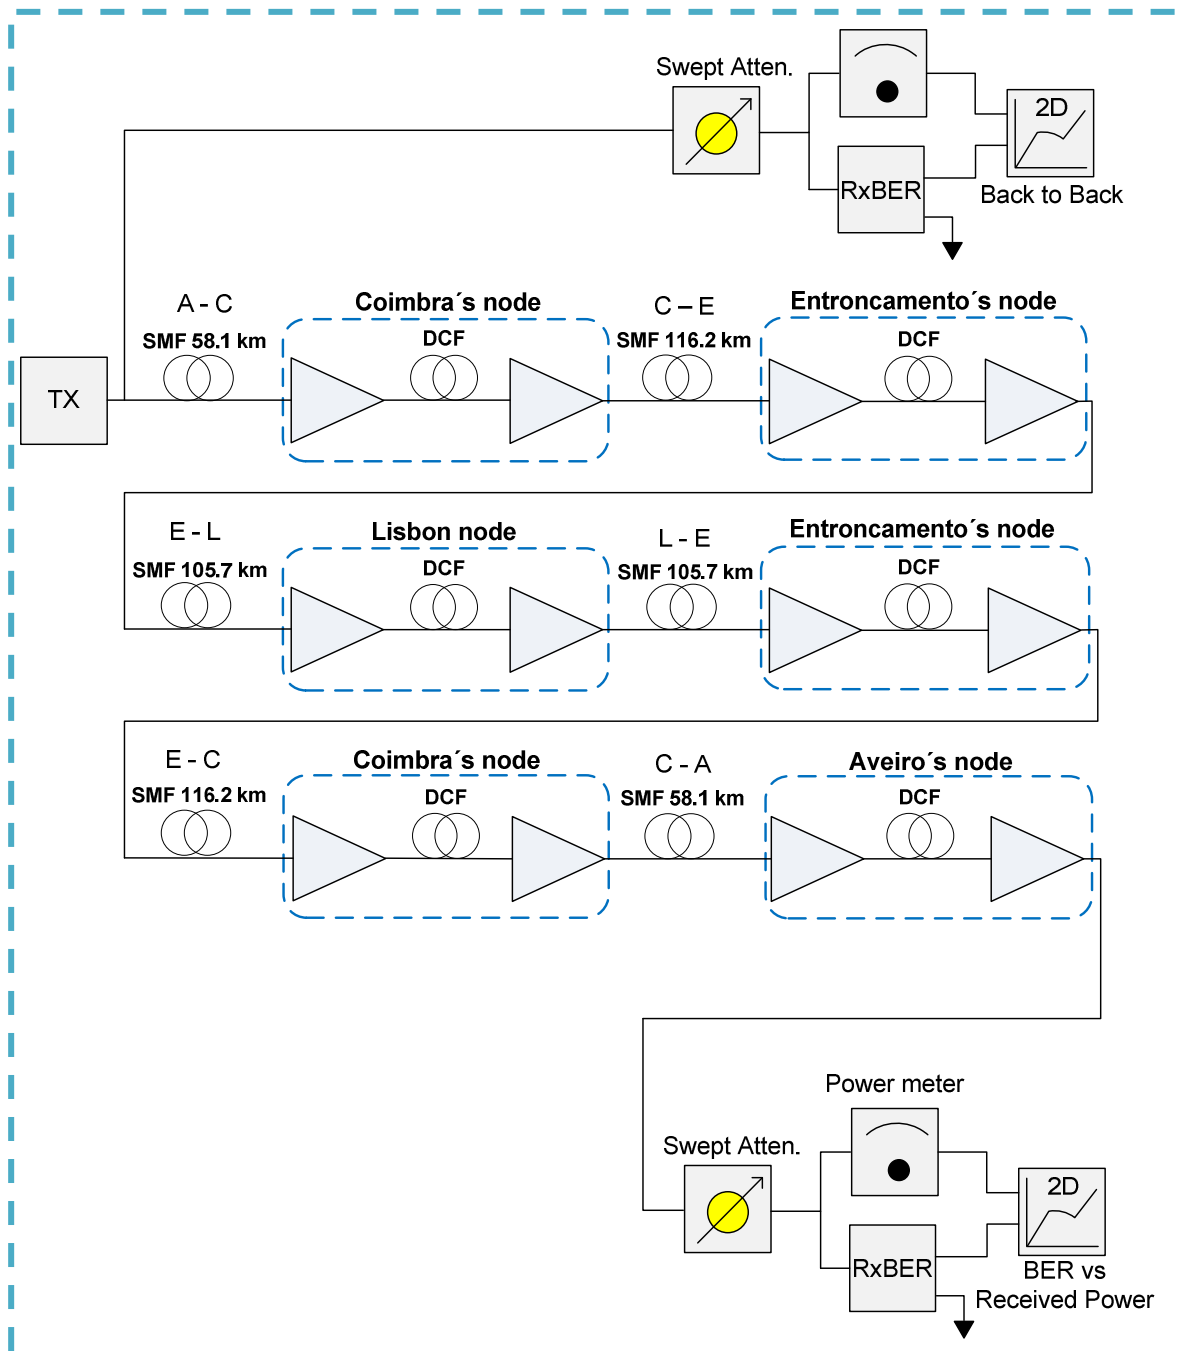 Swept Atten.
2D
RxBER
Back to Back
A - C
SMF 58.1 km
Coimbra´s node
DCF
C – E
SMF 116.2 km
Entroncamento´s node
DCF
TX
E - L
SMF 105.7 km
Lisbon node
DCF
L - E
SMF 105.7 km
Entroncamento´s node
DCF
E - C
SMF 116.2 km
Coimbra´s node
DCF
C - A
SMF 58.1 km
Aveiro´s node
DCF
Power meter
Swept Atten.
2D
RxBER
BER vs
Received Power